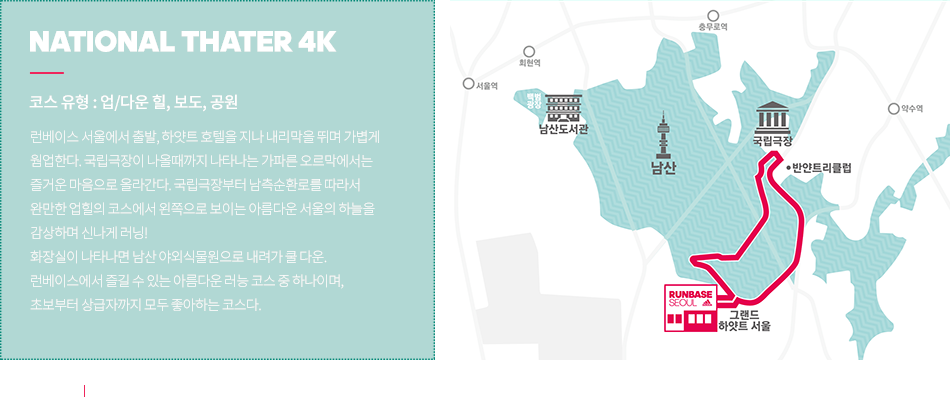 NATIONAL THATER 4K
코스 유형 : 업/다운 힐, 보도, 공원
런베이스 서울에서 출발, 하얏트 호텔을 지나 내리막을 뛰며 가볍게
웜업한다. 국립극장이 나올때까지 나타나는 가파른 오르막에서는
즐거운 마음으로 올라간다. 국립극장부터 남측순환로를 따라서
완만한 업힐의 코스에서 왼쪽으로 보이는 아름다운 서울의 하늘을
감상하며 신나게 러닝!
화장실이 나타나면 남산 야외식물원으로 내려가 쿨 다운.
런베이스에서 즐길 수 있는 아름다운 러닝 코스 중 하나이며,
초보부터 상급자까지 모두 좋아하는 코스다.
충무로역
회현역
서울역
백범
광장
남산도서관
남산
국립극장
약수역
반얀트리클럽
RUNBASE
SEOUL
그랜드
하얏트 서울